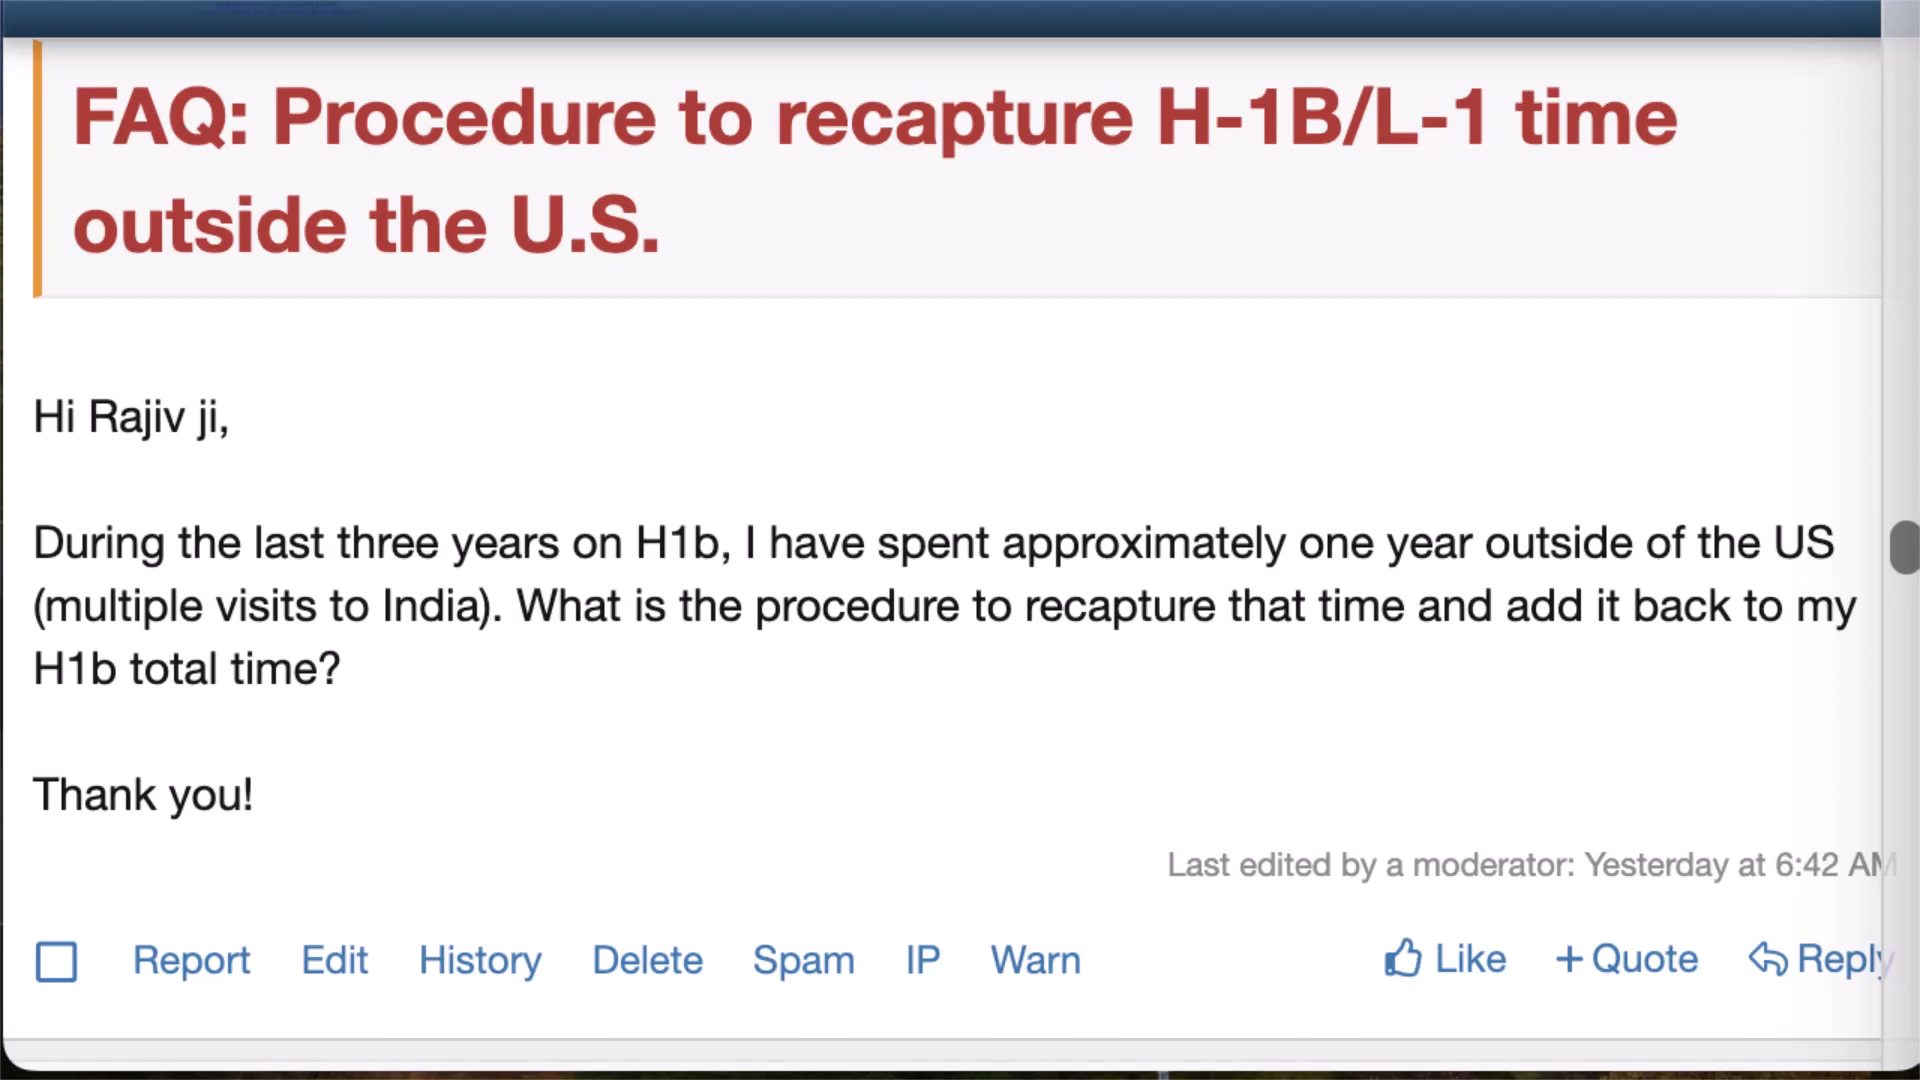 FAQ: Procedure to recapture H-1B/L-1 time
outside the U.S.
Hi Rajiv ji,
During the last three years on H1b, I have spent approximately one year outside of the US
(multiple visits to India). What is the procedure to recapture that time and add it back to my
H1b total time?
Thank you!
Last edited by a moderator: Yesterday at 6:42 AM
Report Edit History Delete Spam IP Warn Like + Quote Reply